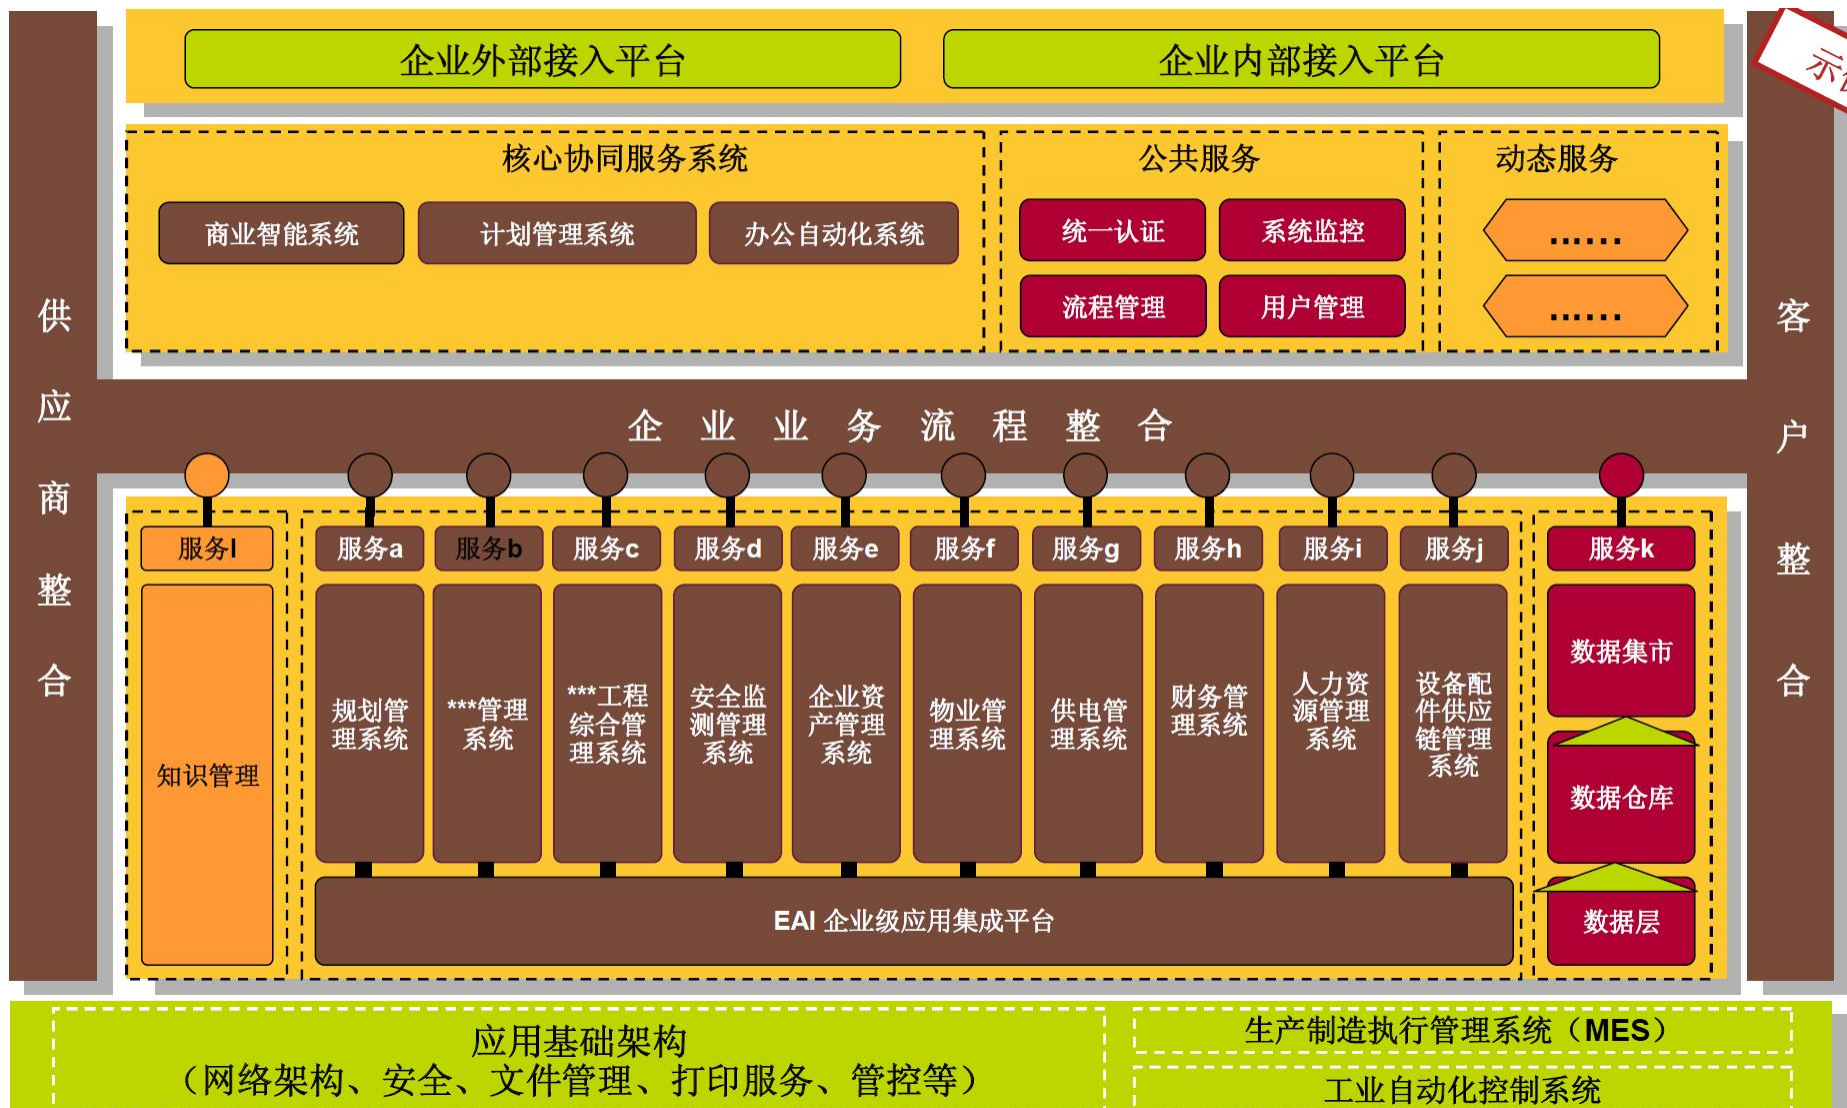 企业外部接入平台
企业内部接入平台
示
核心协同服务系统
公共服务
动态服务
商业智能系统
计划管理系统
办公自动化系统
统一认证
系统监控
......
流程管理
用户管理
......
供应商整合
客户整合
企业业务流程整合
服务l
服务a
服务b
服务c
服务d
服务e
服务f
服务g
服务h
服务i
服务j
服务k
知识管理
规划管
理系统
***管理
系统
***工程
综合管
理系统
安全监
测管理
系统
企业资
产管理
系统
物业管
理系统
供电管
理系统
财务管
理系统
人力资
源管理
系统
设备配
件供应
链管理
系统
数据集市
数据仓库
数据层
EAI 企业级应用集成平台
应用基础架构
（网络架构、安全、文件管理、打印服务、管控等）
生产制造执行管理系统（MES）
工业自动化控制系统